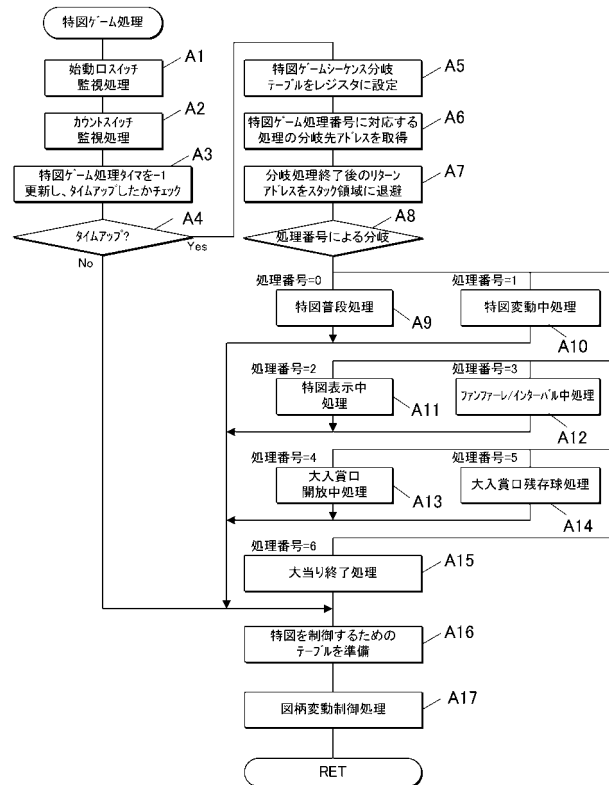 特図ゲーム処理
始動口スイッチ
監視処理
A1
カウントスイッチ
監視処理
A2
特図ゲーム処理タイマを-1
更新し、タイムアップしたかチェック
A3
タイムアップ?
A4
No
Yes
特図ゲームシーケンス分岐
テーブルをレジスタに設定
A5
特図ゲーム処理番号に対応する
処理の分岐先アドレスを取得
A6
分岐処理終了後のリターン
アドレスをスタック領域に退避
A7
処理番号による分岐
A8
処理番号=0
特図普段処理
A9
処理番号=1
特図変動中処理
A10
処理番号=2
特図表示中
処理
A11
処理番号=3
ファンファーレ/インターバル中処理
A12
処理番号=4
大入賞口
開放中処理
A13
処理番号=5
大入賞口残存球処理
A14
処理番号=6
大当り終了処理
A15
特図を制御するための
テーブルを準備
A16
図柄変動制御処理
A17
RET